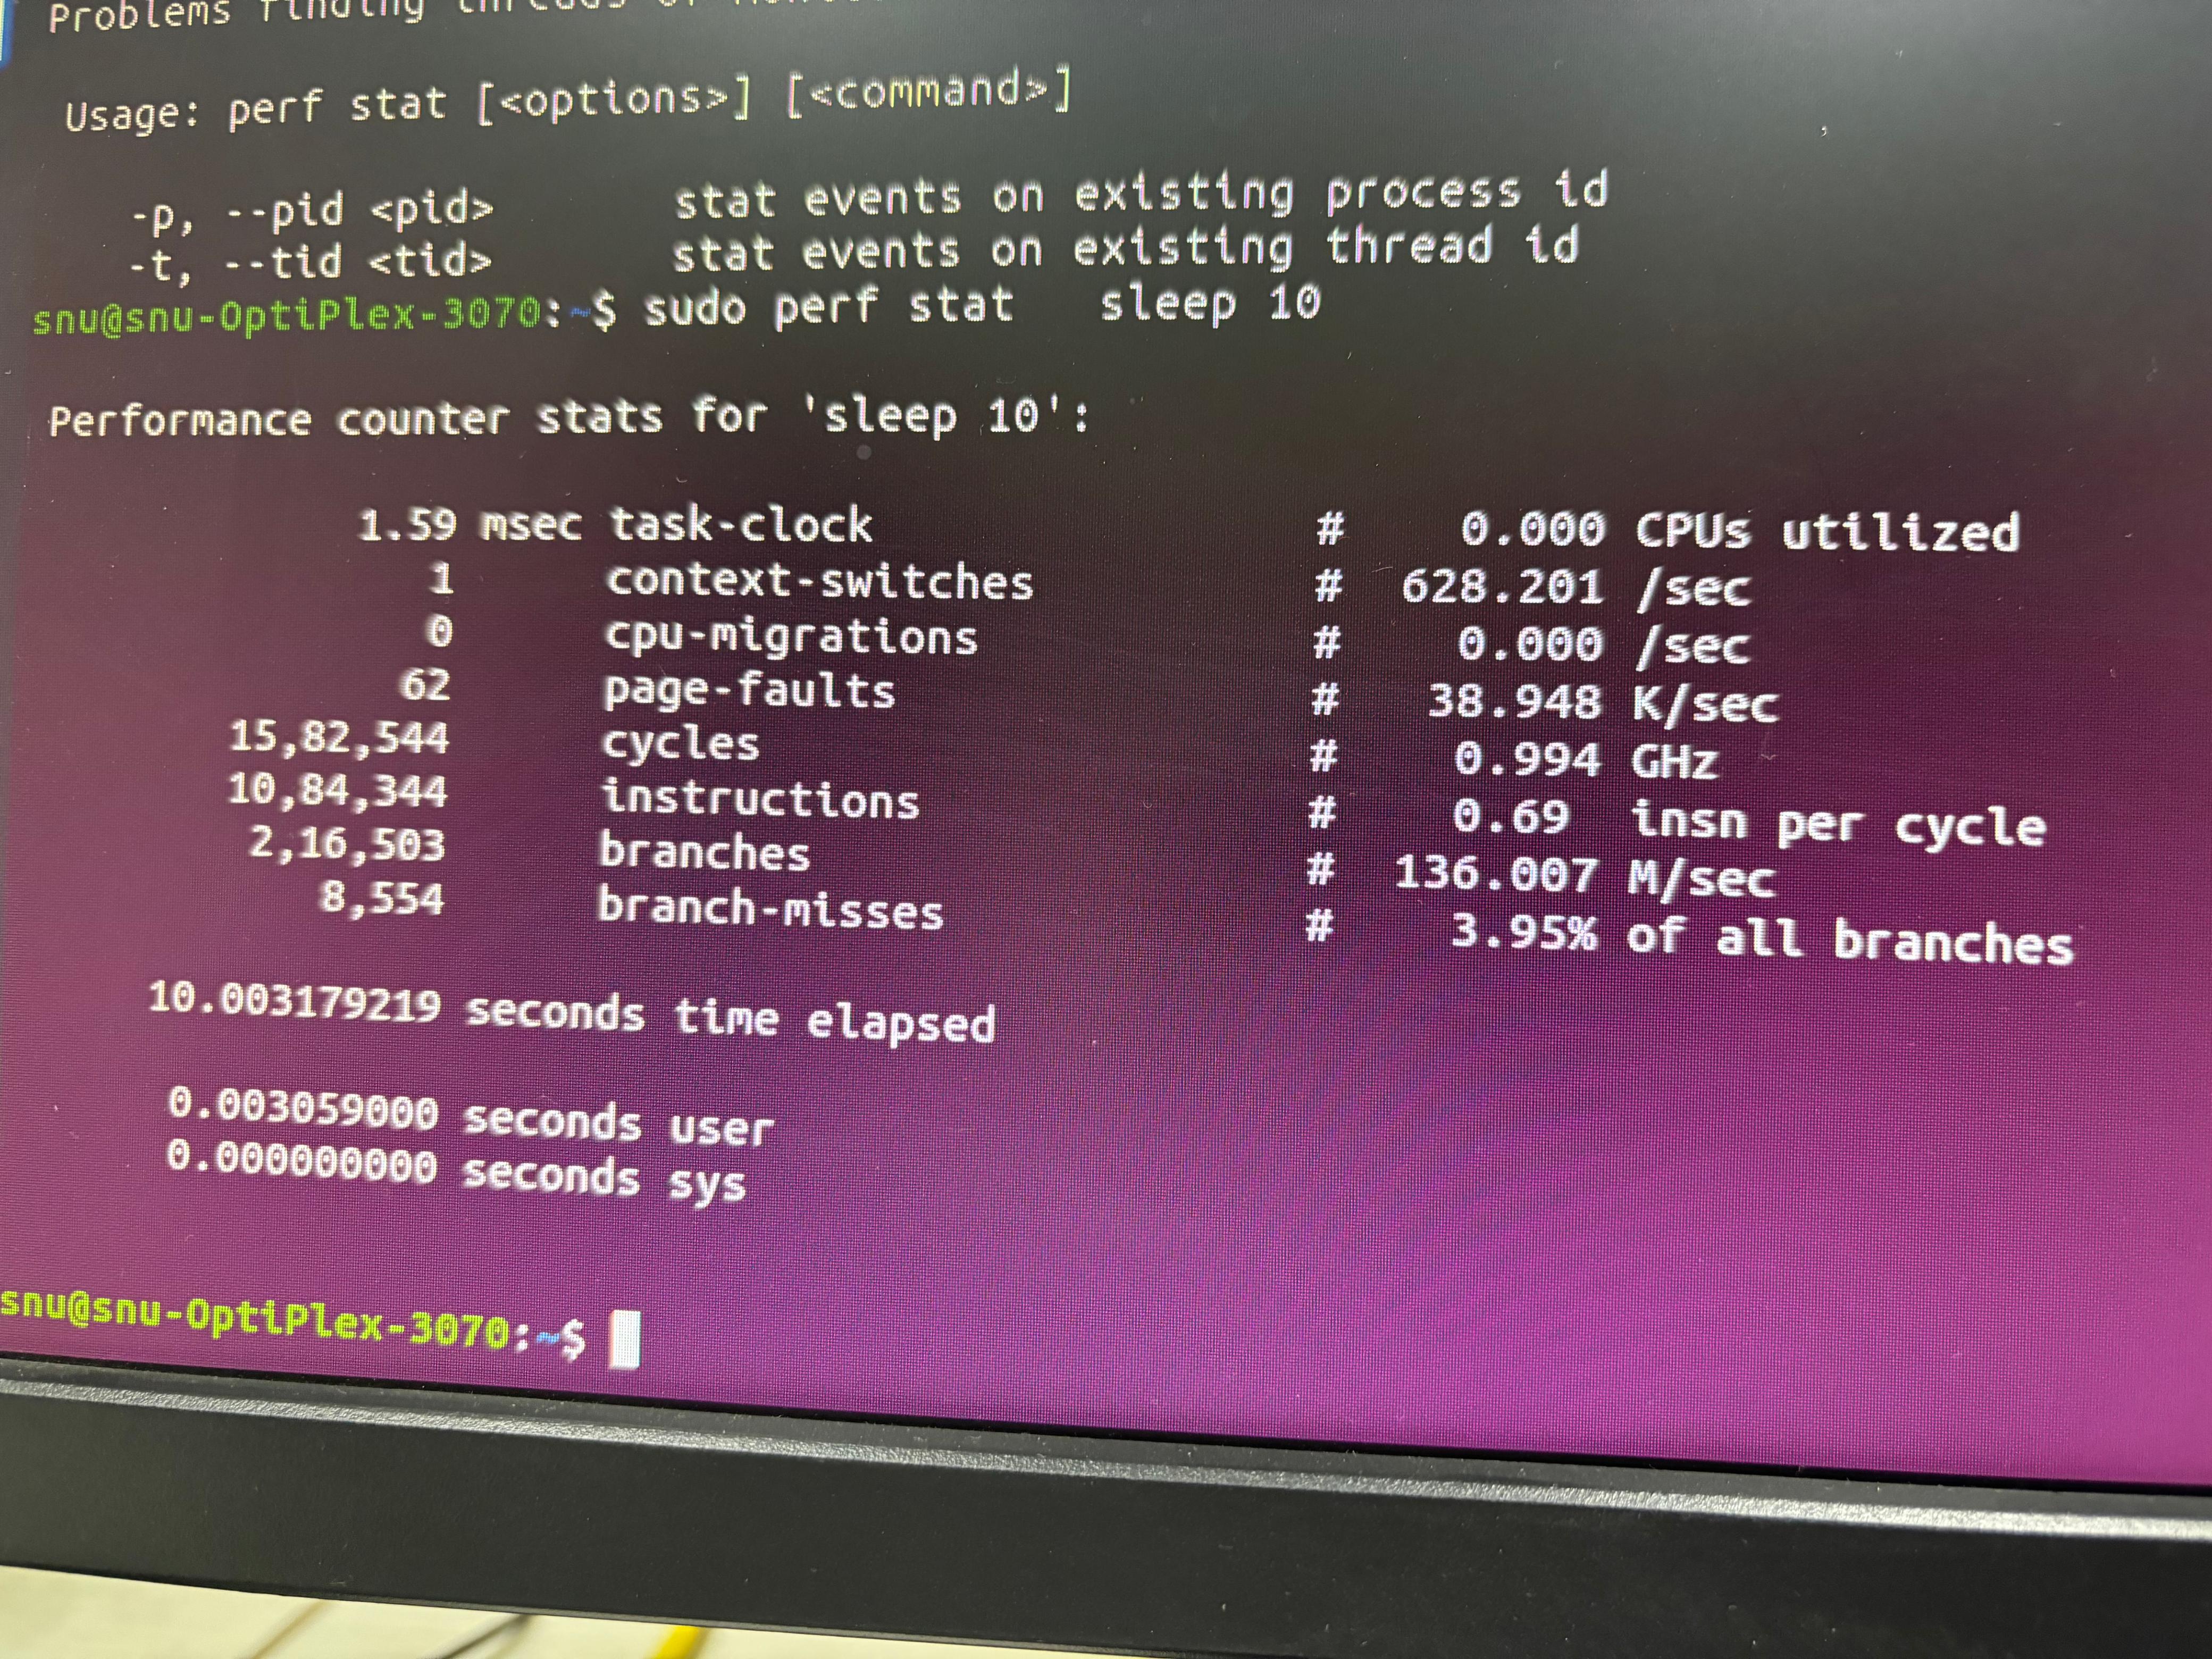 Problems finding threads of
Usage: perf stat [<options>] [<command>]
-p, --pid <pid> stat events on existing process id
-t, --tid <tid> stat events on existing thread id
snu@snu-OptiPlex-3070:~$ sudo perf stat sleep 10
Performance counter stats for 'sleep 10':
1.59 msec task-clock # 0.000 CPUs utilized
1 context-switches # 628.201 /sec
0 cpu-migrations # 0.000 /sec
62 page-faults # 38.948 K/sec
15,82,544 cycles # 0.994 GHz
10,84,344 instructions # 0.69 insn per cycle
2,16,503 branches # 136.007 M/sec
8,554 branch-misses # 3.95% of all branches
10.003179219 seconds time elapsed
0.003059000 seconds user
0.000000000 seconds sys
snu@snu-OptiPlex-3070:~$